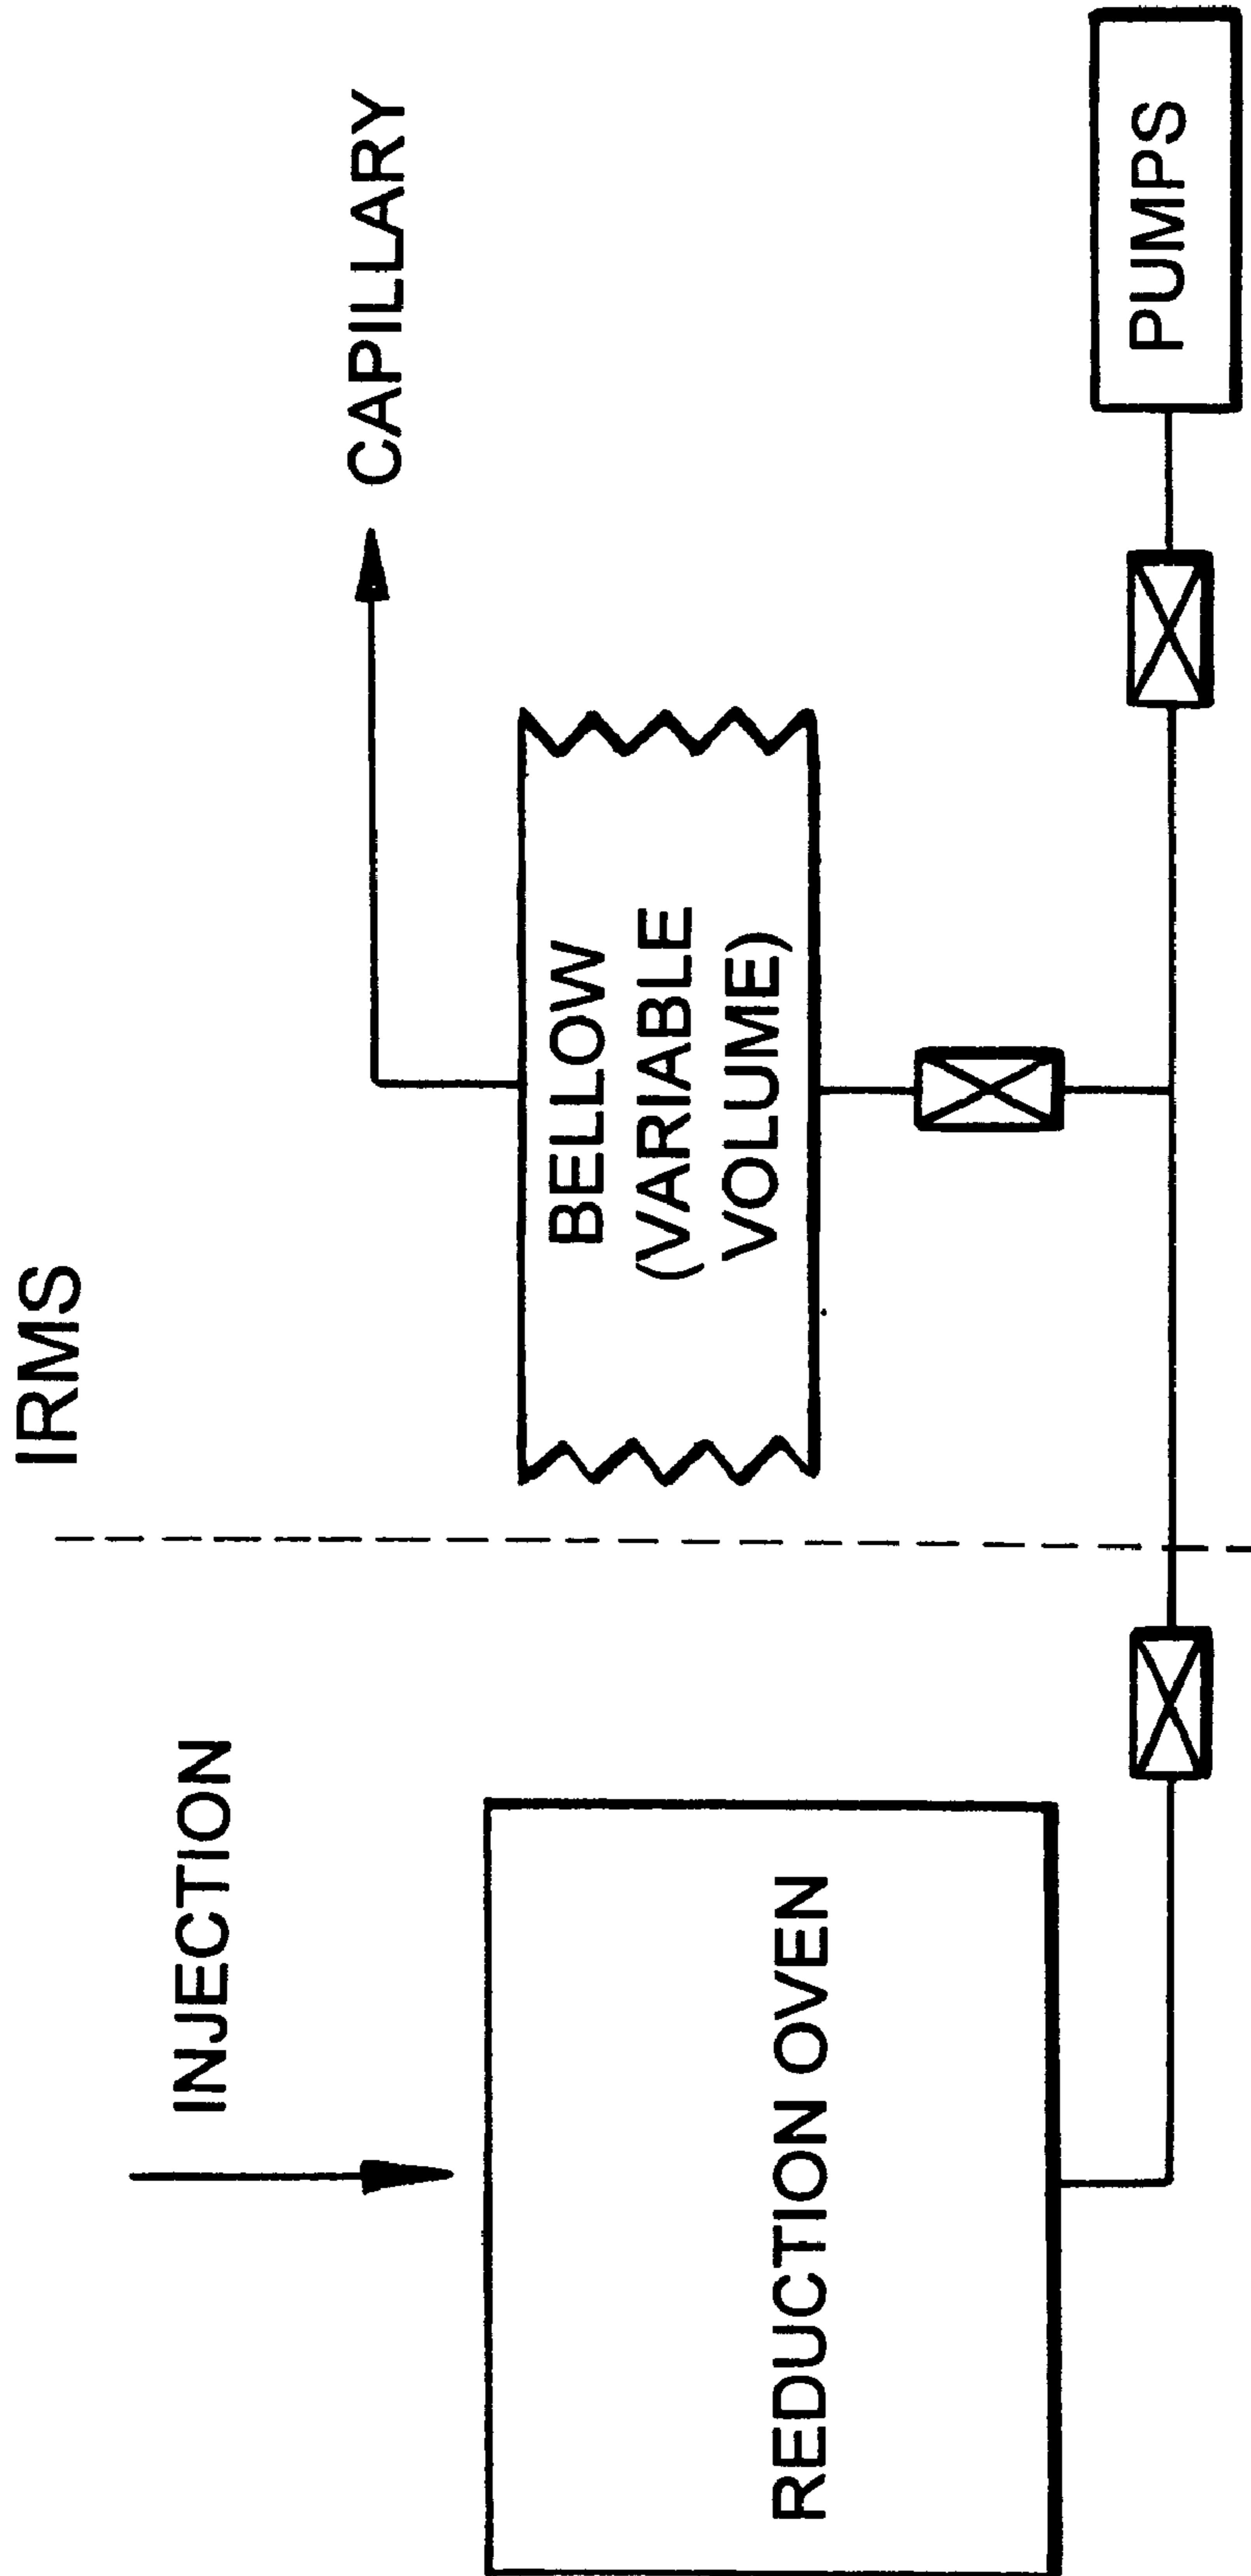 IRMS
INJECTION
CAPILLARY
REDUCTION OVEN
BELLOW
(VARIABLE
VOLUME)
PUMPS